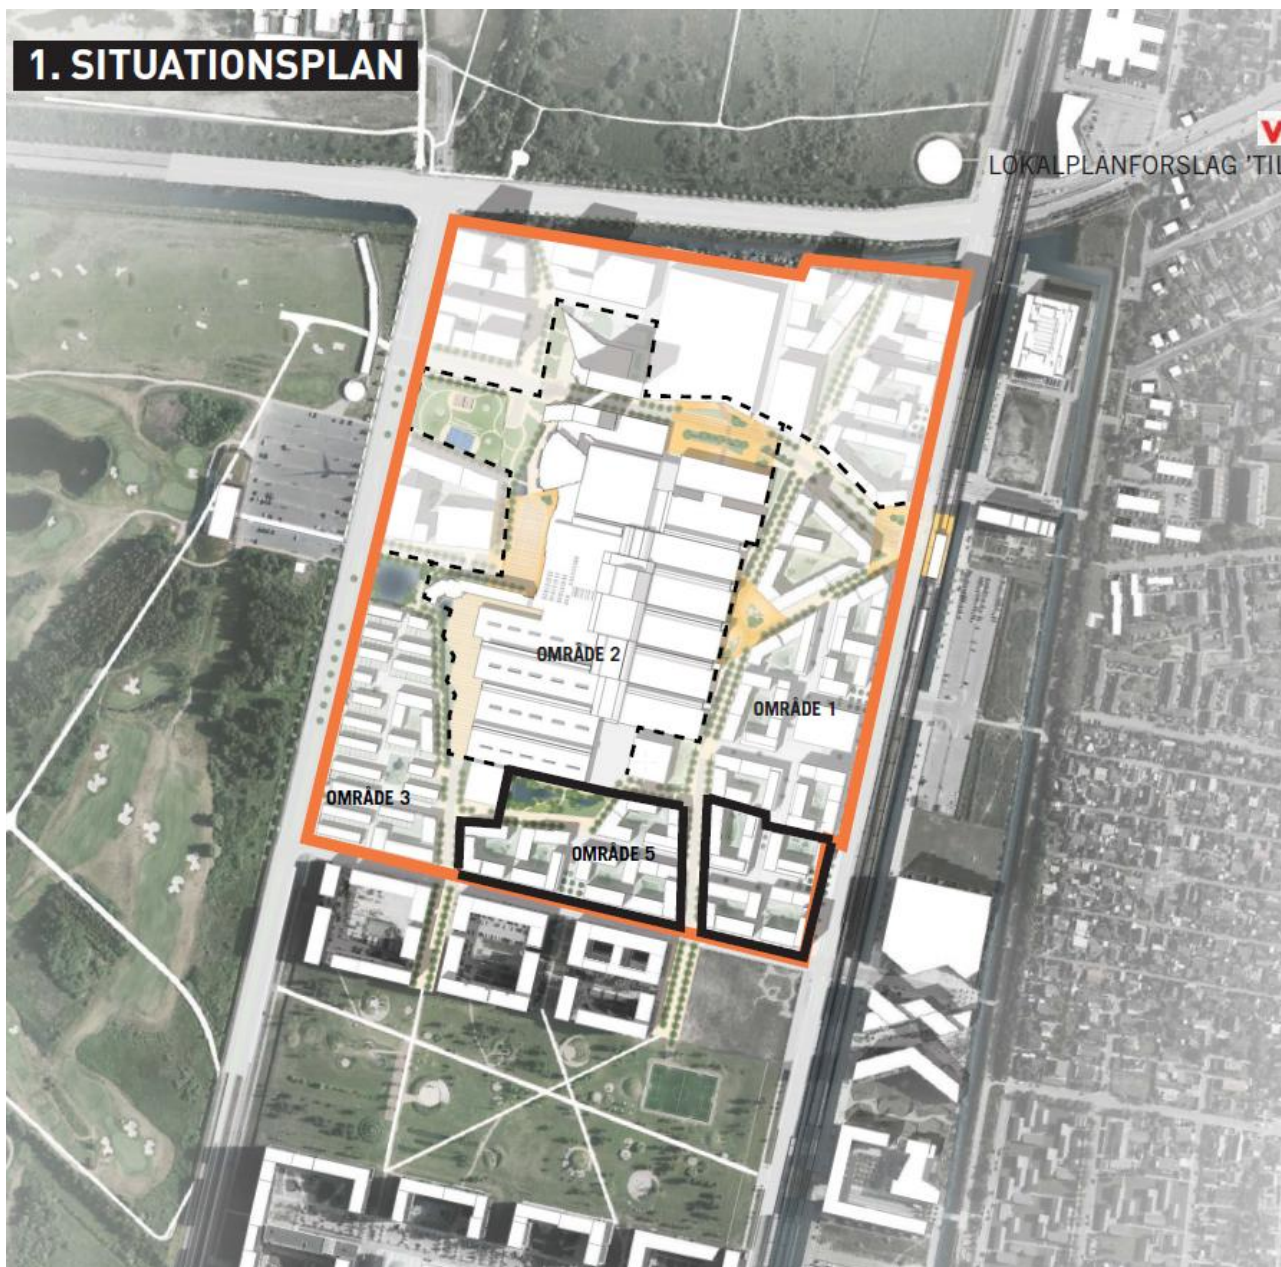 1. SITUATIONSPLAN
V
LOKALPLANFORSLAG 'TIL
OMRÅDE 2
OMRÅDE 1
OMRÅDE 3
OMRÅDE 5